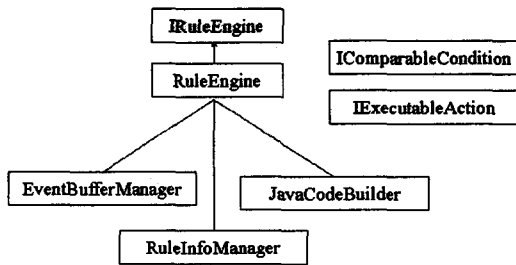 IRuleEngine
RuleEngine
IComparableCondition
IExecutableAction
EventBufferManager
JavaCodeBuilder
RuleInfoManager